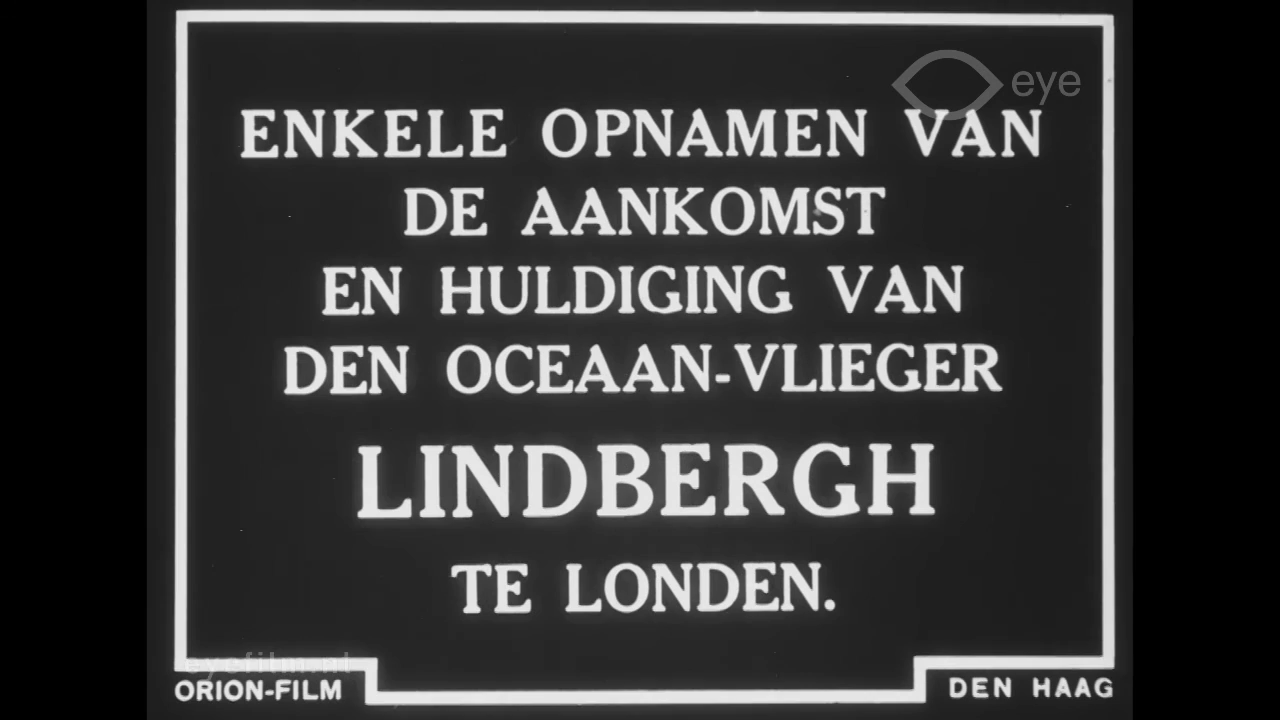 eye
ENKELE OPNAMEN VAN
DE AANKOMST
EN HULDIGING VAN
DEN OCEAAN-VLIEGER
LINDBERGH
TE LONDEN.
eyefilm.nl
ORION-FILM
DEN HAAG